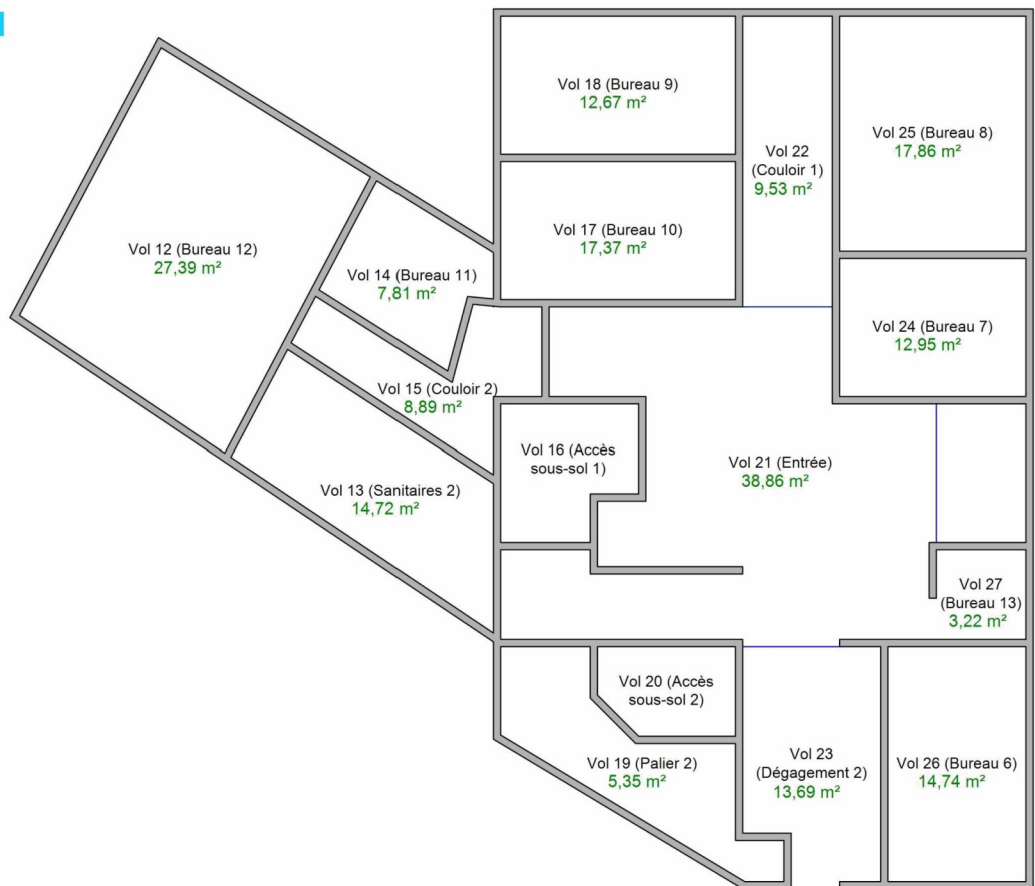 Vol 18 (Bureau 9)
12,67 m²
Vol 25 (Bureau 8)
17,86 m²
Vol 22
(Couloir 1)
9,53 m²
Vol 17 (Bureau 10)
17,37 m²
Vol 12 (Bureau 12)
27,39 m²
Vol 14 (Bureau 11)
7,81 m²
Vol 24 (Bureau 7)
12,95 m²
Vol 15 (Couloir 2)
8,89 m²
Vol 16 (Accès
sous-sol 1)
Vol 21 (Entrée)
38,86 m²
Vol 13 (Sanitaires 2)
14,72 m²
Vol 27
(Bureau 13)
3,22 m²
Vol 20 (Accès
sous-sol 2)
Vol 19 (Palier 2)
5,35 m²
Vol 23
(Dégagement 2)
13,69 m²
Vol 26 (Bureau 6)
14,74 m²